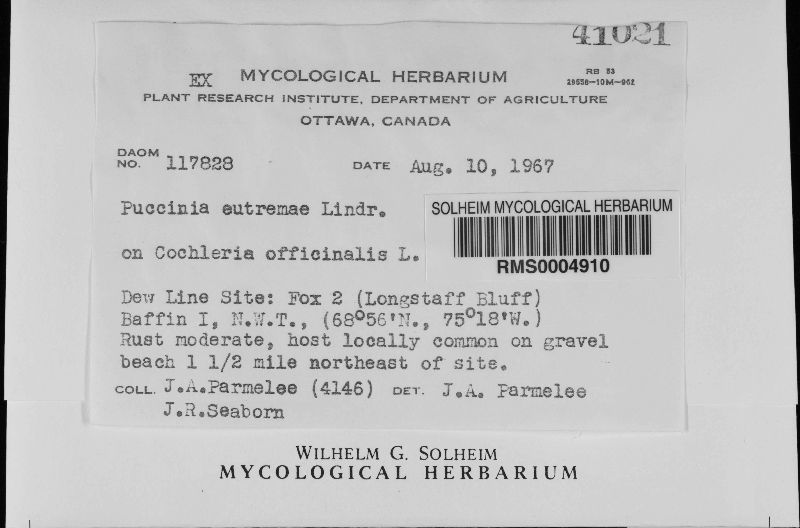 41021
EX MYCOLOGICAL HERBARIUM
RB 53
29656-10M-962
PLANT RESEARCH INSTITUTE, DEPARTMENT OF AGRICULTURE
OTTAWA, CANADA
DAOM NO. 117828 DATE Aug. 10, 1967
Puccinia eutremae Lindr.
on Cochleria officinalis L.
SOLHEIM MYCOLOGICAL HERBARIUM
RMS0004910
Dew Line Site: Fox 2 (Longstaff Bluff)
Baffin I, N.W.T., (68°56'N., 75°18'W.)
Rust moderate, host locally common on gravel
beach 1 1/2 mile northeast of site.
COLL. J.A.Parmelee (4146) DET. J.A. Parmelee
J.R.Seaborn
WILHELM G. SOLHEIM
MYCOLOGICAL HERBARIUM